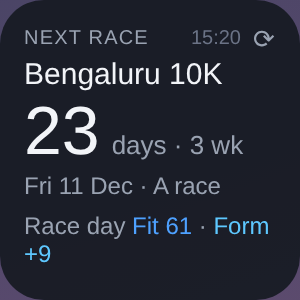 NEXT RACE 15:20 ⟳
Bengaluru 10K
23 days · 3 wk
Fri 11 Dec · A race
Race day Fit 61 · Form
+9